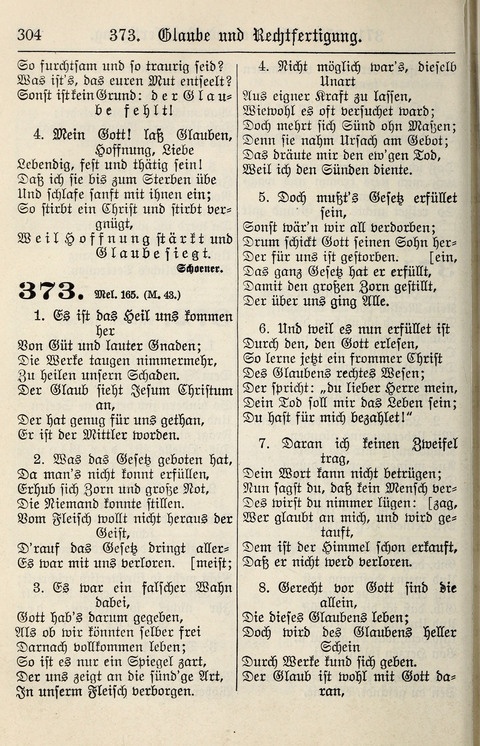 304 373. Glaube und Rechtfertigung.
So furchtsam und so traurig seid?
Was ist's, das euren Mut entseelt?
Sonst ist kein Grund: der Glau=
be fehlt!
4. Mein Gott! laß Glauben,
Hoffnung, Liebe
Lebendig, fest und thätig sein!
Daß ich sie bis zum Sterben übe
Und schlafe sanft mit ihnen ein;
So stirbt ein Christ und stirbt ver=
gnügt,
Weil Hoffnung stärkt und
Glaube siegt.
Schoener.
373. Mel. 165. (M. 43.)
1. Es ist das Heil uns kommen
her
Von Güt und lauter Gnaden;
Die Werke taugen nimmermehr,
Zu heilen unsern Schaden.
Der Glaub sieht Jesum Christum
an,
Der hat genug für uns gethan,
Er ist der Mittler worden.
2. Was das Gesetz geboten hat,
Da man's nicht konnt erfüllen,
Erhub sich Zorn und große Not,
Die Niemand konnte stillen.
Vom Fleisch wollt nicht heraus der
Geist,
D'rauf das Gesetz dringt aller=
Es war mit uns verloren. [meist;
3. Es war ein falscher Wahn
dabei,
Gott hab's darum gegeben,
Als ob wir könnten selber frei
Darnach vollkommen leben;
So ist es nur ein Spiegel zart,
Der uns zeigt an die sünd'ge Art,
In unserm Fleisch verborgen.
4. Nicht möglich war's, dieselb
Unart
Aus eigner Kraft zu lassen,
Wiewohl es oft versuchet ward;
Doch mehrt sich Sünd ohn Maßen;
Denn sie nahm Ursach am Gebot;
Das dräute mir den ew'gen Tod,
Weil ich den Sünden diente.
5. Doch mußt's Gesetz erfüllet
sein,
Sonst wär'n wir all verdorben;
Drum schickt Gott seinen Sohn her=
Der für uns ist gestorben. [ein,
Das ganz Gesetz hat er erfüllt,
Damit den großen Zorn gestillt,
Der über uns ging Alle.
6. Und weil es nun erfüllet ist
Durch den, den Gott erlesen,
So lerne jetzt ein frommer Christ
Des Glaubens rechtes Wesen;
Der spricht: „du lieber Herre mein,
Dein Tod soll mir das Leben sein;
Du hast für mich bezahlet!"
7. Daran ich keinen Zweifel
trag,
Dein Wort kann nicht betrügen;
Nun sagst du, daß kein Mensch ver=
Des wirst du nimmer lügen: [zag,
Wer glaubt an mich, und wird ge=
tauft,
Dem ist der Himmel schon erkauft,
Daß er nicht werd verloren.
8. Gerecht vor Gott sind die
allein,
Die dieses Glaubens leben;
Doch wird des Glaubens heller
Schein
Durch Werke kund sich geben.
Der Glaub ist wohl mit Gott da=
ran,